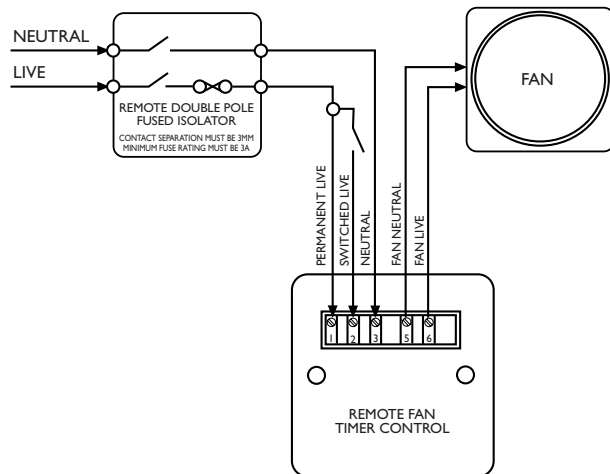 NEUTRAL
LIVE
REMOTE DOUBLE POLE
FUSED ISOLATOR
CONTACT SEPARATION MUST BE 3MM
MINIMUM FUSE RATING MUST BE 3A
FAN
PERMANENT LIVE
SWITCHED LIVE
NEUTRAL
FAN NEUTRAL
FAN LIVE
1 2 3 5 6
REMOTE FAN
TIMER CONTROL